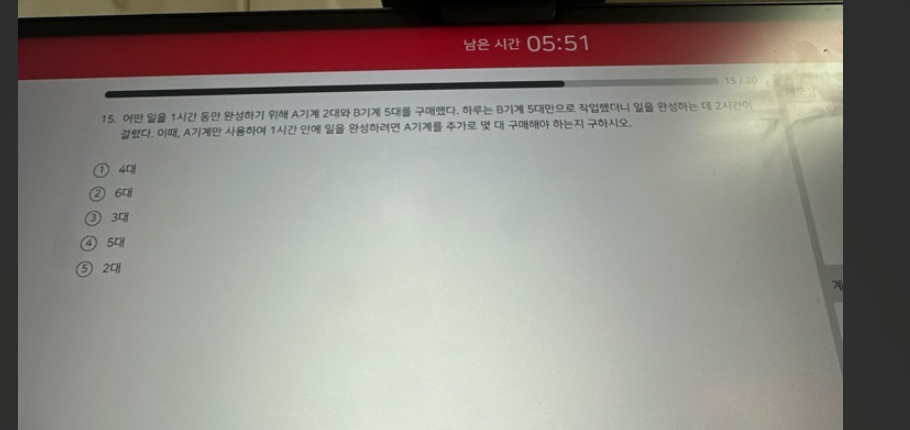 남은 시간 05:51
15 / 20
15. 어떤 일을 1시간 동안 완성하기 위해 A기계 2대와 B기계 5대를 구매했다. 하루는 B기계 5대만으로 작업했더니 일을 완성하는 데 2시간이
걸렸다. 이때, A기계만 사용하여 1시간 안에 일을 완성하려면 A기계를 추가로 몇 대 구매해야 하는지 구하시오.
① 4대
② 6대
③ 3대
④ 5대
⑤ 2대